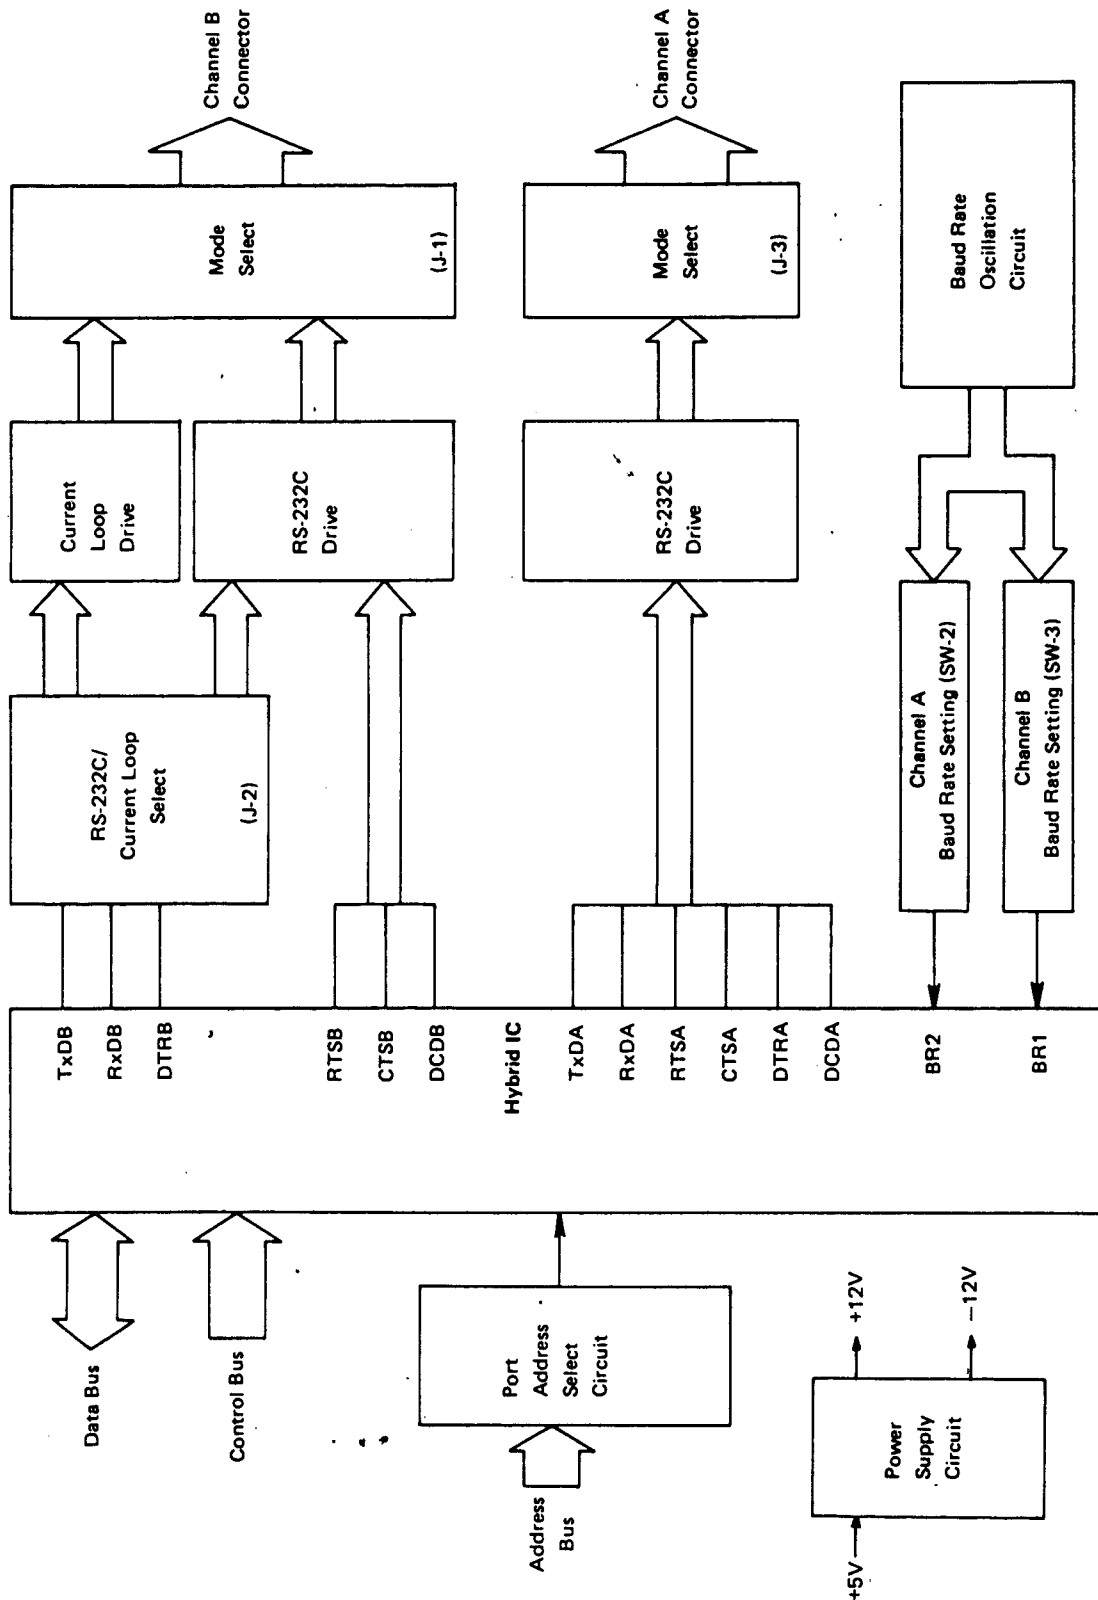 Data Bus
Control Bus
Address
Bus
Port
Address
Select
Circuit
+5V
Power
Supply
Circuit
+12V
−12V
Hybrid IC
TxDB
RxDB
DTRB
RTSB
CTSB
DCDB
TxDA
RxDA
RTSA
CTSA
DTRA
DCDA
BR2
BR1
RS-232C/
Current Loop
Select
(J-2)
Current
Loop
Drive
RS-232C
Drive
RS-232C
Drive
Channel A
Baud Rate Setting (SW-2)
Channel B
Baud Rate Setting (SW-3)
Mode
Select
(J-1)
Mode
Select
(J-3)
Baud Rate
Oscillation
Circuit
Channel B
Connector
Channel A
Connector